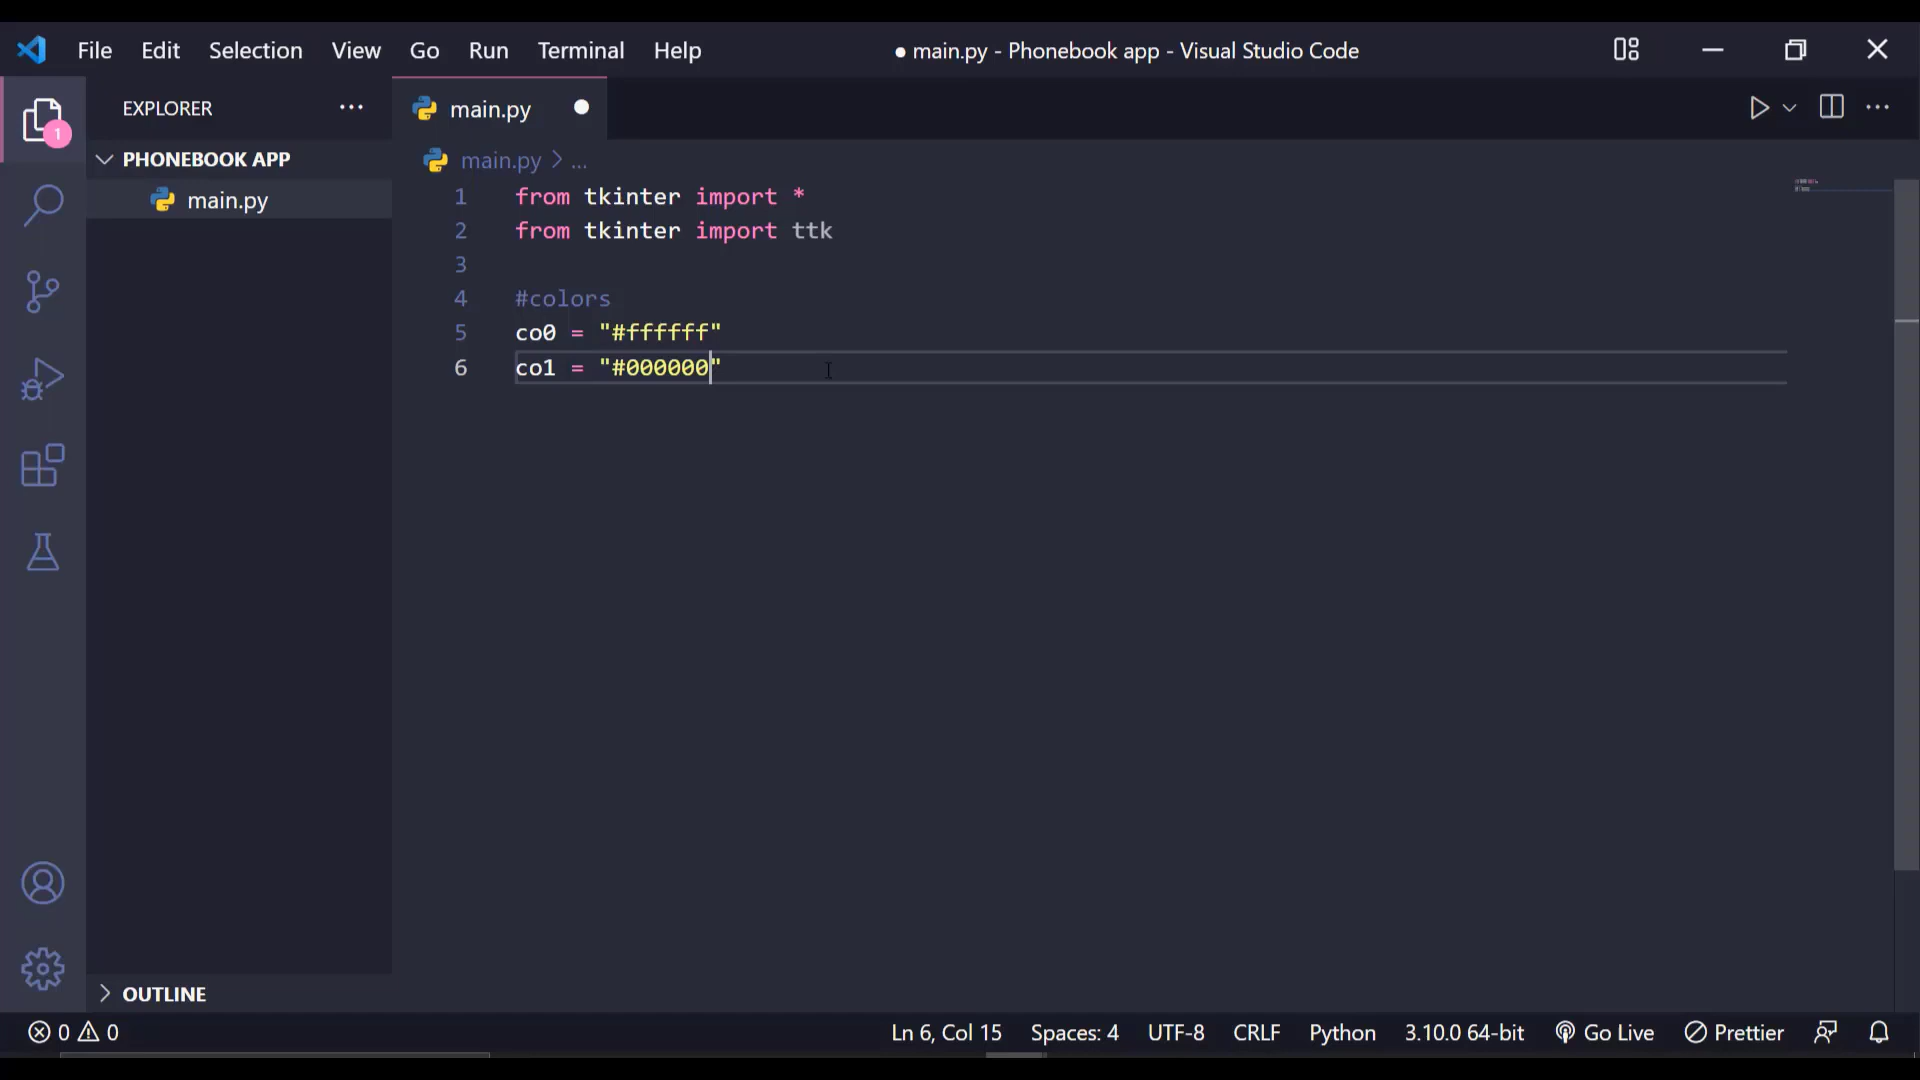 File Edit Selection View Go Run Terminal Help
● main.py - Phonebook app - Visual Studio Code
EXPLORER ...
main.py
1
PHONEBOOK APP
main.py
main.py > ...
1 from tkinter import *
2 from tkinter import ttk
3
4 #colors
5 co0 = "#ffffff"
6 co1 = "#000000"
OUTLINE
0 0
Ln 6, Col 15
Spaces: 4
UTF-8
CRLF
Python
3.10.0 64-bit
Go Live
Prettier